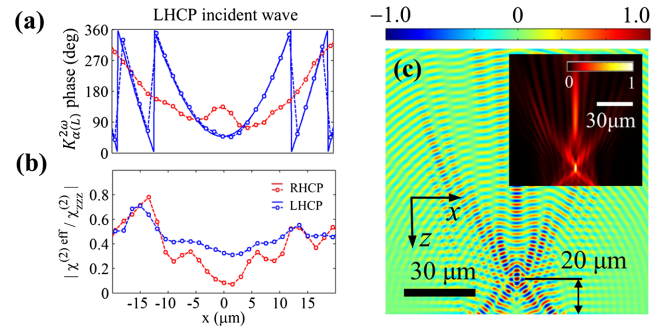 (a)
LHCP incident wave
K^{2ω}_{α(L)} phase (deg)
360
270
180
90
0
(b)
| χ^{(2) eff} / χ^{(2)}_{zzz} |
0.8
0.6
0.4
0.2
0
RHCP
LHCP
-15 -10 -5 0 5 10 15
x (μm)
−1.0 0 1.0
(c)
0 1
30μm
x
z
30 μm
20 μm